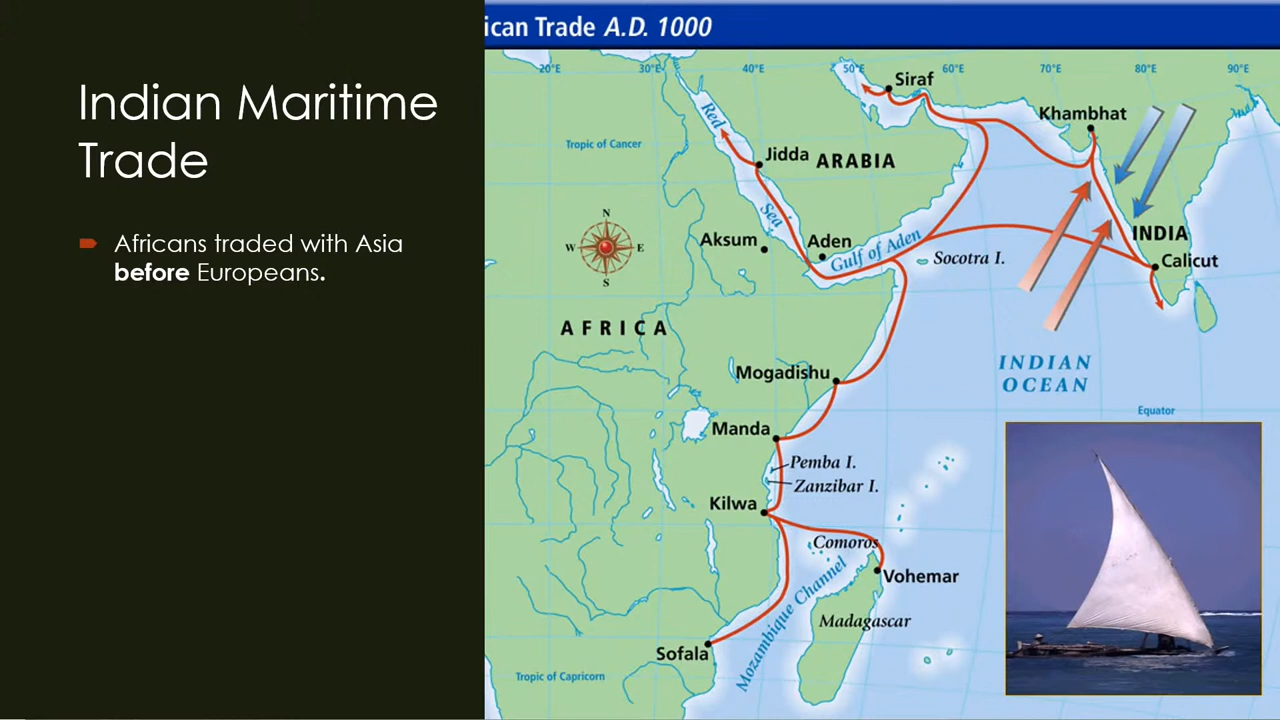 Indian Maritime
Trade
Africans traded with Asia
before Europeans.
ican Trade A.D. 1000
20°E 30°E 40°E 50°E 60°E 70°E 80°E 90°E
Siraf
Khambhat
Red
Tropic of Cancer
Jidda
ARABIA
Sea
N
W E
S
Aksum
Aden
Gulf of Aden
Socotra I.
INDIA
Calicut
AFRICA
INDIAN
OCEAN
Mogadishu
Equator
Manda
Pemba I.
Zanzibar I.
Kilwa
Comoros
Vohemar
Mozambique Channel
Madagascar
Sofala
Tropic of Capricorn